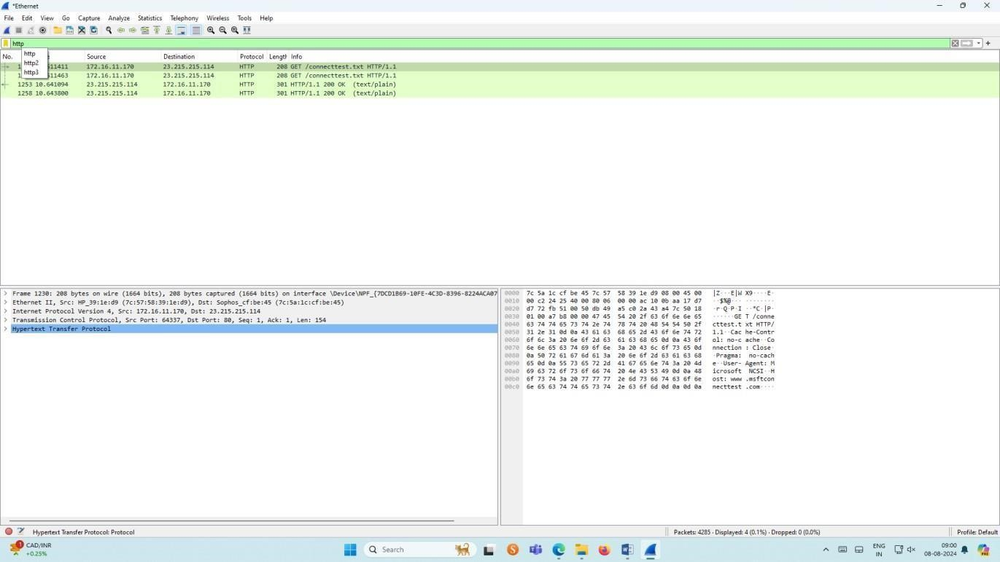 *Ethernet
File Edit View Go Capture Analyze Statistics Telephony Wireless Tools Help
http
http
http2
http3
No. Source Destination Protocol Length Info
172.16.11.170 23.215.215.114 HTTP 208 GET /connecttest.txt HTTP/1.1
172.16.11.170 23.215.215.114 HTTP 208 GET /connecttest.txt HTTP/1.1
1253 10.641094 23.215.215.114 172.16.11.170 HTTP 301 HTTP/1.1 200 OK (text/plain)
1258 10.643800 23.215.215.114 172.16.11.170 HTTP 301 HTTP/1.1 200 OK (text/plain)
Frame 1230: 208 bytes on wire (1664 bits), 208 bytes captured (1664 bits) on interface \Device\NPF_{7DCD1B69-10FE-4C3D-8396-8224ACA07
Ethernet II, Src: HP_39:1e:d9 (7c:57:58:39:1e:d9), Dst: Sophos_cf:be:45 (7c:5a:1c:cf:be:45)
Internet Protocol Version 4, Src: 172.16.11.170, Dst: 23.215.215.114
Transmission Control Protocol, Src Port: 64337, Dst Port: 80, Seq: 1, Ack: 1, Len: 154
Hypertext Transfer Protocol
0000 7c 5a 1c cf be 45 7c 57 58 39 1e d9 08 00 45 00 |Z···E|W X9····E·
0010 00 c2 24 25 40 00 80 06 00 00 ac 10 0b aa 17 d7 ··$%@··· ········
0020 d7 72 fb 51 00 50 db 49 a5 c0 2a 43 a4 7c 50 18 ·r·Q·P·I ··*C·|P·
0030 01 00 a7 b8 00 00 47 45 54 20 2f 63 6f 6e 6e 65 ······GE T /conne
0040 63 74 74 65 73 74 2e 74 78 74 20 48 54 54 50 2f cttest.t xt HTTP/
0050 31 2e 31 0d 0a 43 61 63 68 65 2d 43 6f 6e 74 72 1.1··Cac he-Contr
0060 6f 6c 3a 20 6e 6f 2d 63 61 63 68 65 0d 0a 43 6f ol: no-c ache··Co
0070 6e 6e 65 63 74 69 6f 6e 3a 20 43 6c 6f 73 65 0d nnection : Close·
0080 0a 50 72 61 67 6d 61 3a 20 6e 6f 2d 63 61 63 68 ·Pragma: no-cach
0090 65 0d 0a 55 73 65 72 2d 41 67 65 6e 74 3a 20 4d e··User- Agent: M
00a0 69 63 72 6f 73 6f 66 74 20 4e 43 53 49 0d 0a 48 icrosoft NCSI··H
00b0 6f 73 74 3a 20 77 77 77 2e 6d 73 66 74 63 6f 6e ost: www .msftcon
00c0 6e 65 63 74 74 65 73 74 2e 63 6f 6d 0d 0a 0d 0a necttest .com····
Hypertext Transfer Protocol: Protocol Packets: 4285 · Displayed: 4 (0.1%) · Dropped: 0 (0.0%) Profile: Default
1 CAD/INR
+0.25%
Search
ENG
IN
09:00
08-08-2024
PRE